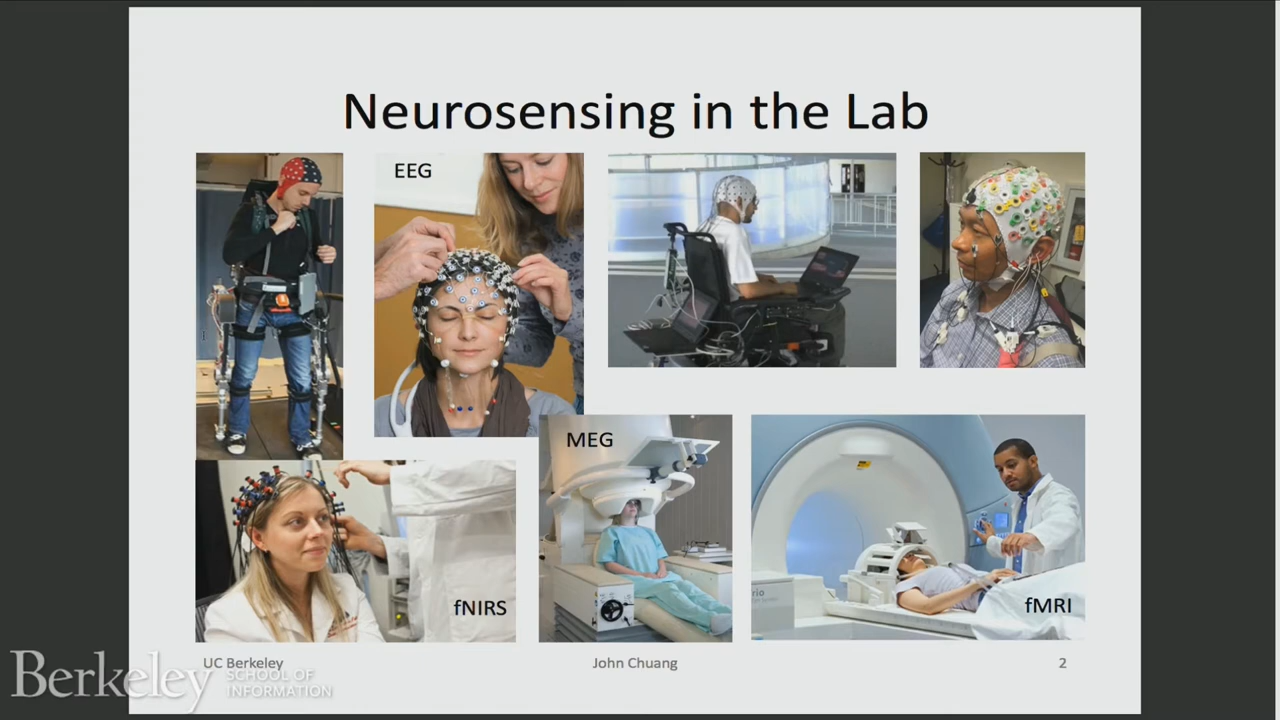 Neurosensing in the Lab
EEG
MEG
fNIRS
fMRI
UC Berkeley
John Chuang
2
Berkeley
SCHOOL OF
INFORMATION